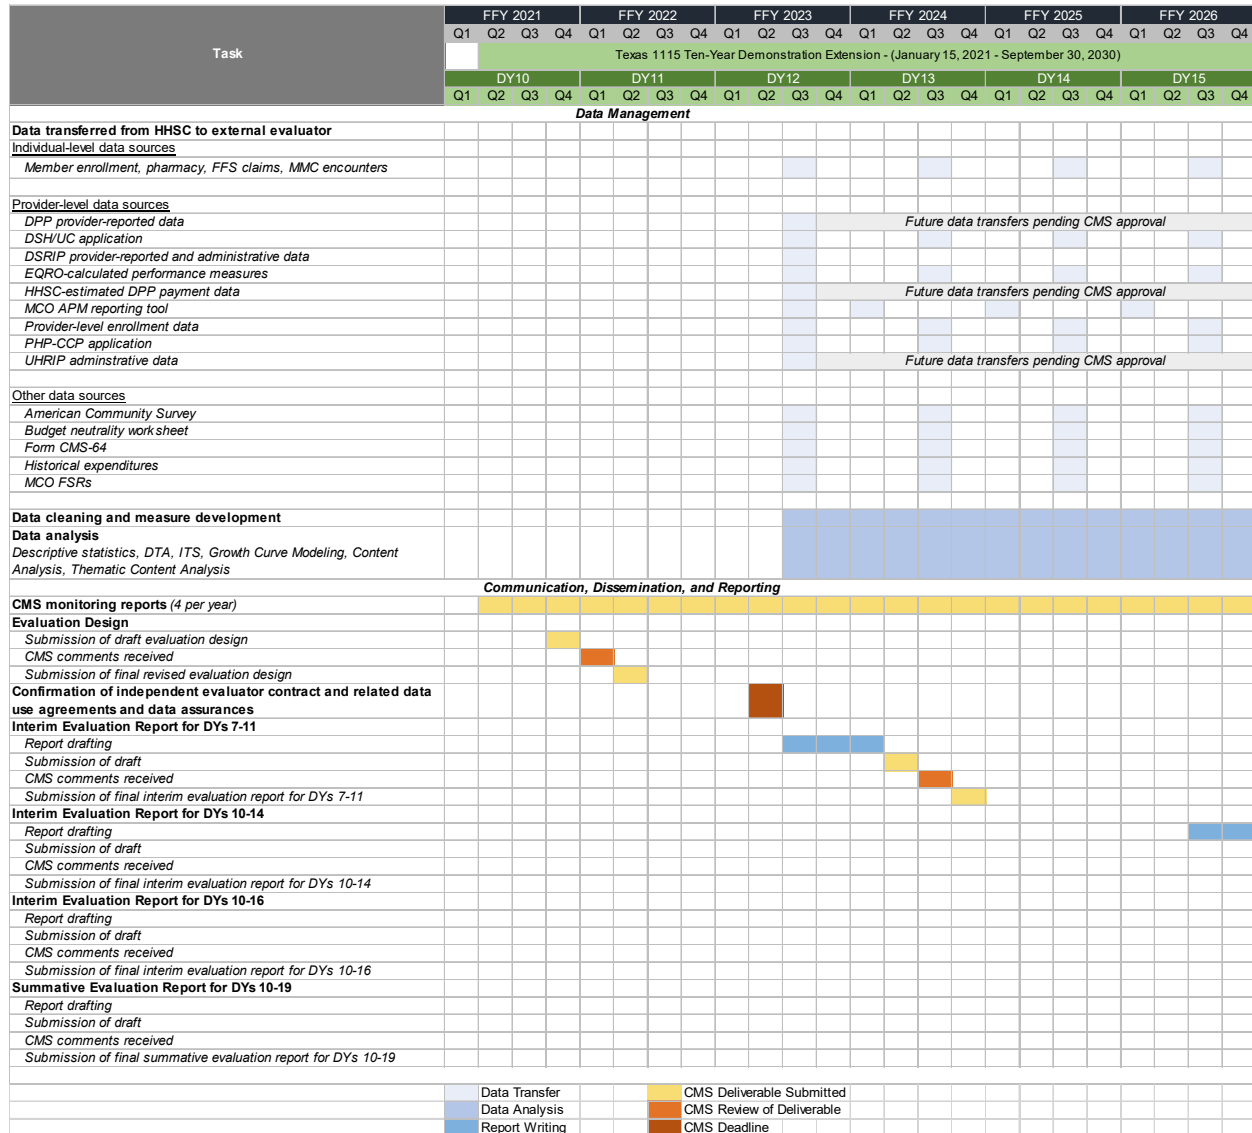 FFY 2021 FFY 2022 FFY 2023 FFY 2024 FFY 2025 FFY 2026
Task
Q1 Q2 Q3 Q4 Q1 Q2 Q3 Q4 Q1 Q2 Q3 Q4 Q1 Q2 Q3 Q4 Q1 Q2 Q3 Q4 Q1 Q2 Q3 Q4
Texas 1115 Ten-Year Demonstration Extension - (January 15, 2021 - September 30, 2030)
DY10 DY11 DY12 DY13 DY14 DY15
Q1 Q2 Q3 Q4 Q1 Q2 Q3 Q4 Q1 Q2 Q3 Q4 Q1 Q2 Q3 Q4 Q1 Q2 Q3 Q4 Q1 Q2 Q3 Q4
Data Management
Data transferred from HHSC to external evaluator
Individual-level data sources
Member enrollment, pharmacy, FFS claims, MMC encounters
Provider-level data sources
DPP provider-reported data Future data transfers pending CMS approval
DSH/UC application
DSRIP provider-reported and administrative data
EQRO-calculated performance measures
HHSC-estimated DPP payment data Future data transfers pending CMS approval
MCO APM reporting tool
Provider-level enrollment data
PHP-CCP application
UHRIP adminstrative data Future data transfers pending CMS approval
Other data sources
American Community Survey
Budget neutrality worksheet
Form CMS-64
Historical expenditures
MCO FSRs
Data cleaning and measure development
Data analysis
Descriptive statistics, DTA, ITS, Growth Curve Modeling, Content
Analysis, Thematic Content Analysis
Communication, Dissemination, and Reporting
CMS monitoring reports (4 per year)
Evaluation Design
Submission of draft evaluation design
CMS comments received
Submission of final revised evaluation design
Confirmation of independent evaluator contract and related data
use agreements and data assurances
Interim Evaluation Report for DYs 7-11
Report drafting
Submission of draft
CMS comments received
Submission of final interim evaluation report for DYs 7-11
Interim Evaluation Report for DYs 10-14
Report drafting
Submission of draft
CMS comments received
Submission of final interim evaluation report for DYs 10-14
Interim Evaluation Report for DYs 10-16
Report drafting
Submission of draft
CMS comments received
Submission of final interim evaluation report for DYs 10-16
Summative Evaluation Report for DYs 10-19
Report drafting
Submission of draft
CMS comments received
Submission of final summative evaluation report for DYs 10-19
Data Transfer CMS Deliverable Submitted
Data Analysis CMS Review of Deliverable
Report Writing CMS Deadline